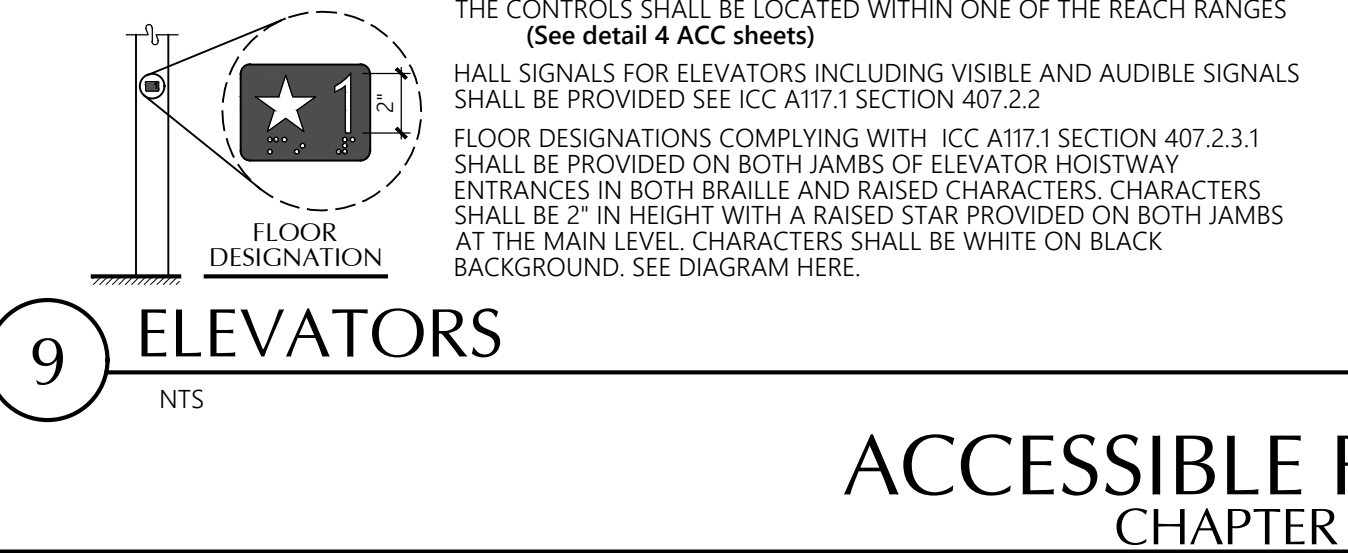 THE CONTROLS SHALL BE LOCATED WITHIN ONE OF THE REACH RANGES
(See detail 4 ACC sheets)
HALL SIGNALS FOR ELEVATORS INCLUDING VISIBLE AND AUDIBLE SIGNALS
SHALL BE PROVIDED SEE ICC A117.1 SECTION 407.2.2
FLOOR DESIGNATIONS COMPLYING WITH ICC A117.1 SECTION 407.2.3.1
SHALL BE PROVIDED ON BOTH JAMBS OF ELEVATOR HOISTWAY
ENTRANCES IN BOTH BRAILLE AND RAISED CHARACTERS. CHARACTERS
SHALL BE 2" IN HEIGHT WITH A RAISED STAR PROVIDED ON BOTH JAMBS
AT THE MAIN LEVEL. CHARACTERS SHALL BE WHITE ON BLACK
BACKGROUND. SEE DIAGRAM HERE.
1
2"
FLOOR
DESIGNATION
9
ELEVATORS
NTS
ACCESSIBLE
CHAPTER